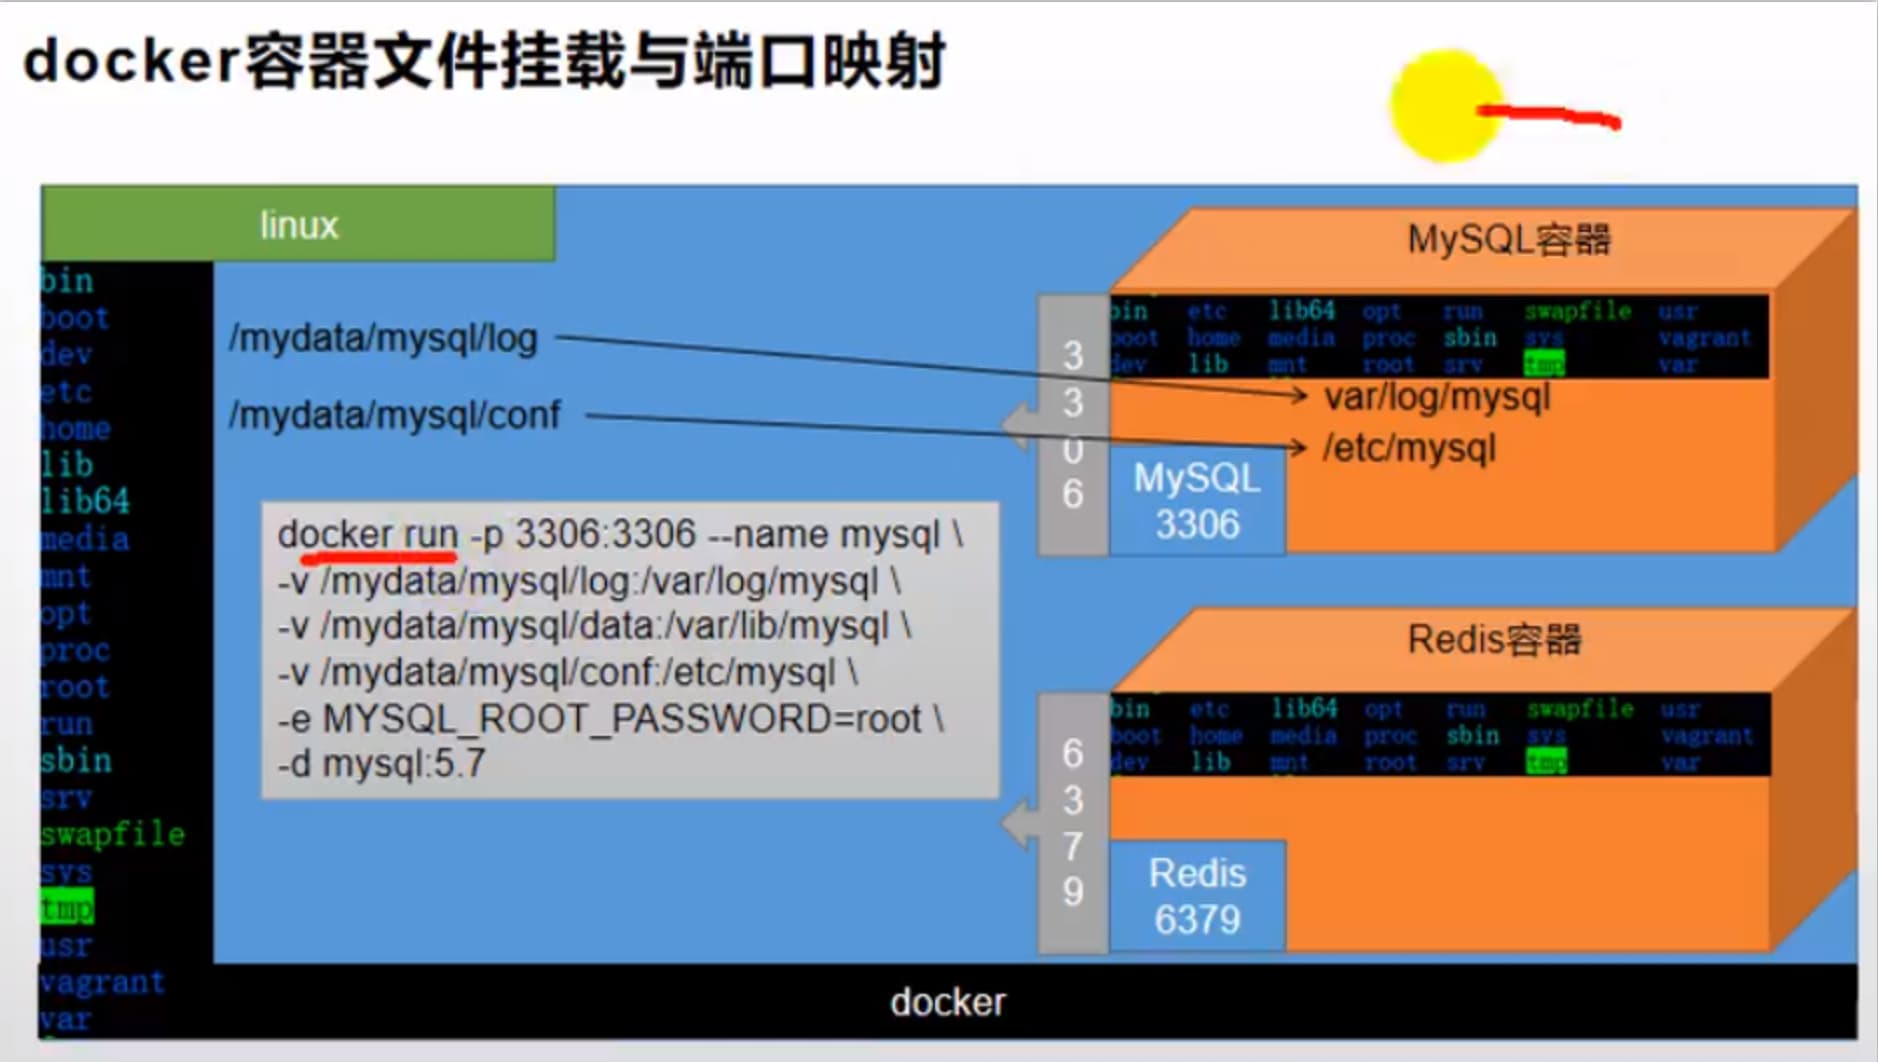 docker容器文件挂载与端口映射
linux
bin
boot
dev
etc
home
lib
lib64
media
mnt
opt
proc
root
run
sbin
srv
swapfile
sys
tmp
usr
vagrant
var
/mydata/mysql/log
/mydata/mysql/conf
docker run -p 3306:3306 --name mysql \
-v /mydata/mysql/log:/var/log/mysql \
-v /mydata/mysql/data:/var/lib/mysql \
-v /mydata/mysql/conf:/etc/mysql \
-e MYSQL_ROOT_PASSWORD=root \
-d mysql:5.7
MySQL容器
bin etc lib64 opt run swapfile usr
boot home media proc sbin sys vagrant
dev lib mnt root srv tmp var
3
3
0
6
var/log/mysql
/etc/mysql
MySQL
3306
Redis容器
bin etc lib64 opt run swapfile usr
boot home media proc sbin sys vagrant
dev lib mnt root srv tmp var
6
3
7
9
Redis
6379
docker